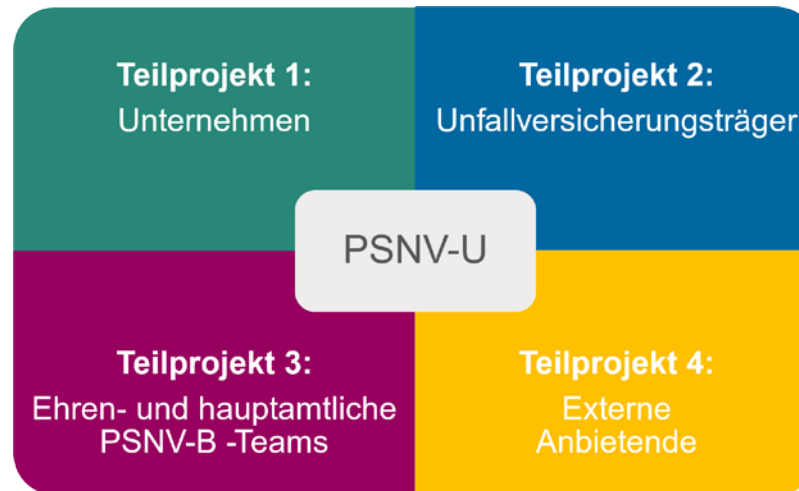 Teilprojekt 1:
Unternehmen
Teilprojekt 2:
Unfallversicherungsträger
PSNV-U
Teilprojekt 3:
Ehren- und hauptamtliche
PSNV-B -Teams
Teilprojekt 4:
Externe
Anbietende